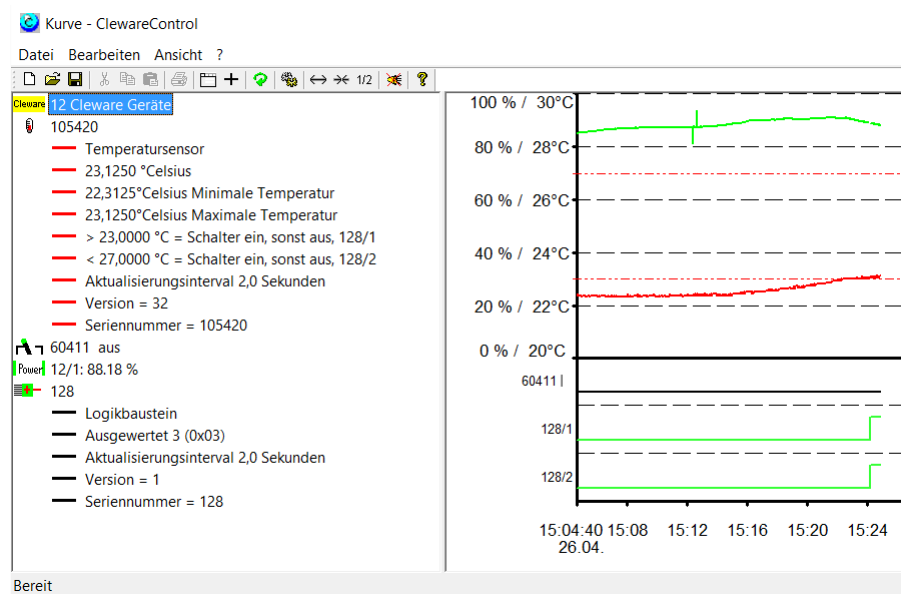 Kurve - ClewareControl
Datei Bearbeiten Ansicht ?
1/2
Cleware 12 Cleware Geräte
105420
Temperatursensor
23,1250 °Celsius
22,3125°Celsius Minimale Temperatur
23,1250°Celsius Maximale Temperatur
> 23,0000 °C = Schalter ein, sonst aus, 128/1
< 27,0000 °C = Schalter ein, sonst aus, 128/2
Aktualisierungsinterval 2,0 Sekunden
Version = 32
Seriennummer = 105420
60411 aus
Power 12/1: 88.18 %
128
Logikbaustein
Ausgewertet 3 (0x03)
Aktualisierungsinterval 2,0 Sekunden
Version = 1
Seriennummer = 128
100 % / 30°C
80 % / 28°C
60 % / 26°C
40 % / 24°C
20 % / 22°C
0 % / 20°C
60411
128/1
128/2
15:04:40 15:08 15:12 15:16 15:20 15:24
26.04.
Bereit